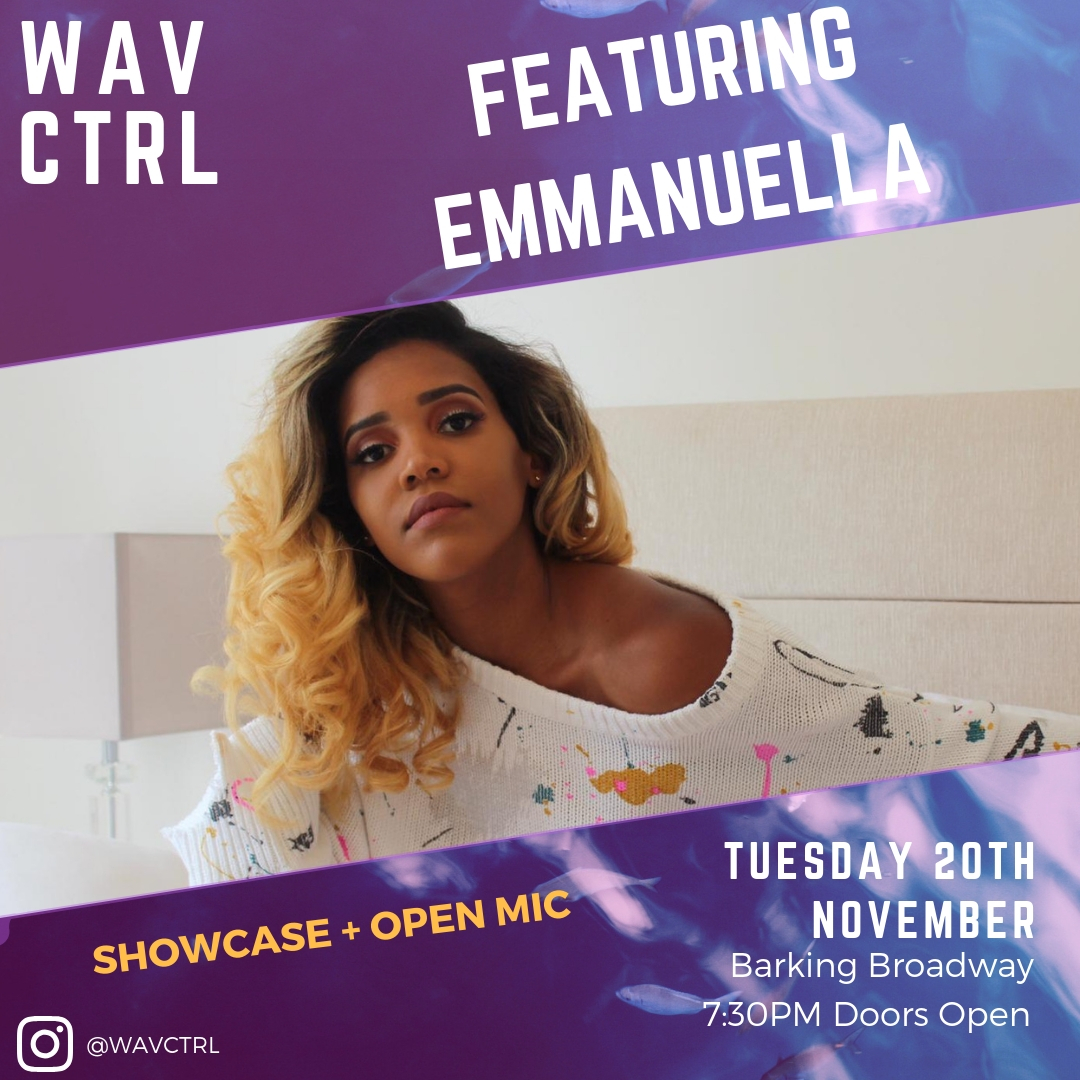 WAV
CTRL
FEATURING
EMMANUELLA
SHOWCASE + OPEN MIC
TUESDAY 20TH
NOVEMBER
Barking Broadway
7:30PM Doors Open
@WAVCTRL